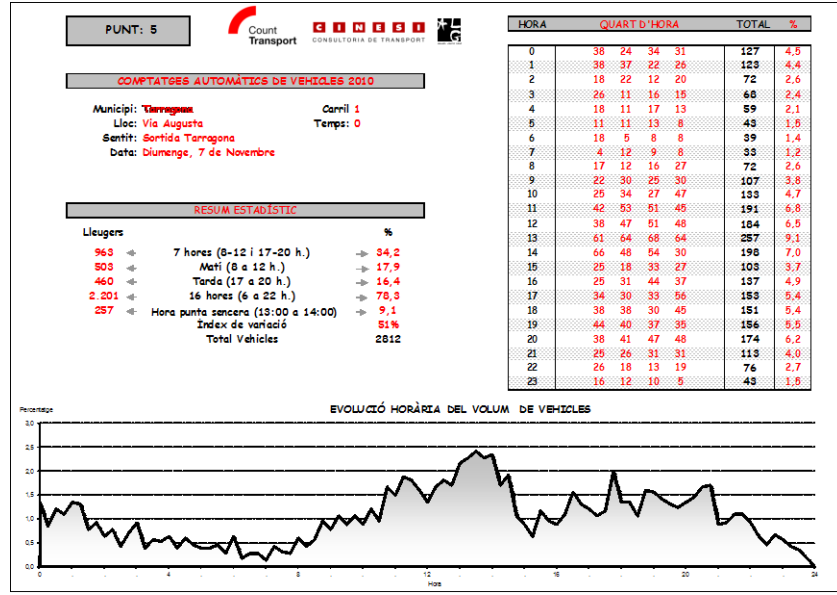 PUNT: 5
Count
Transport
CINESI
CONSULTORIA DE TRANSPORT
COMPTATGES AUTOMÀTICS DE VEHICLES 2010
Municipi: Tarragona Carril 1
Lloc: Via Augusta Temps: 0
Sentit: Sortida Tarragona
Data: Diumenge, 7 de Novembre
RESUM ESTADÍSTIC
Lleugers %
963 7 hores (8-12 i 17-20 h.) 34,2
503 Matí (8 a 12 h.) 17,9
460 Tarda (17 a 20 h.) 16,4
2.201 16 hores (6 a 22 h.) 78,3
257 Hora punta sencera (13:00 a 14:00) 9,1
Índex de variació 51%
Total Vehicles 2812
HORA QUART D'HORA TOTAL %
0 38 24 34 31 127 4,5
1 38 37 22 26 123 4,4
2 18 22 12 20 72 2,6
3 26 11 16 15 68 2,4
4 18 11 17 13 59 2,1
5 11 11 13 8 43 1,5
6 18 5 8 8 39 1,4
7 4 12 9 8 33 1,2
8 17 12 16 27 72 2,6
9 22 30 25 30 107 3,8
10 25 34 27 47 133 4,7
11 42 53 51 45 191 6,8
12 38 47 51 48 184 6,5
13 61 64 68 64 257 9,1
14 66 48 54 30 198 7,0
15 25 18 33 27 103 3,7
16 25 31 44 37 137 4,9
17 34 30 33 56 153 5,4
18 38 38 30 45 151 5,4
19 44 40 37 35 156 5,5
20 38 41 47 48 174 6,2
21 25 26 31 31 113 4,0
22 26 18 13 19 76 2,7
23 16 12 10 5 43 1,5
EVOLUCIÓ HORÀRIA DEL VOLUM DE VEHICLES
Percentatge
3,0
2,5
2,0
1,5
1,0
0,5
0,0
0 4 8 12 16 20 24
Hora